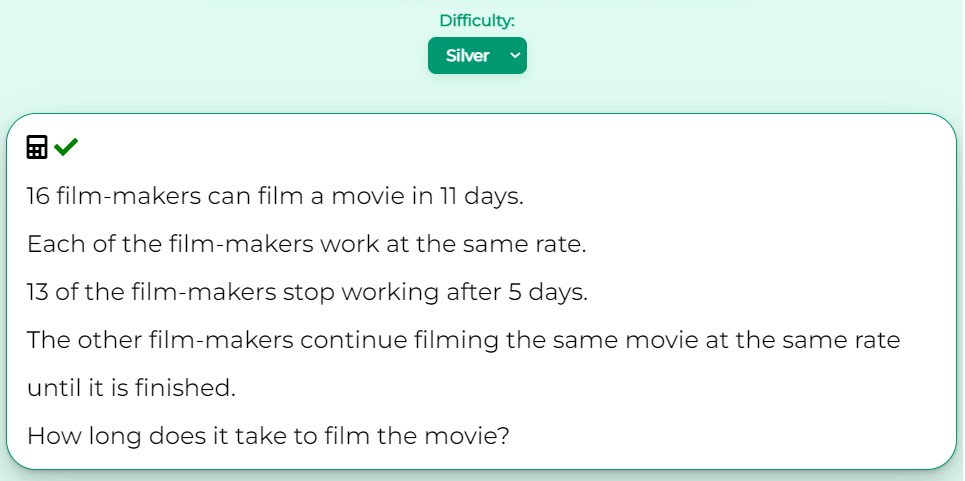 Difficulty:
Silver
16 film-makers can film a movie in 11 days.
Each of the film-makers work at the same rate.
13 of the film-makers stop working after 5 days.
The other film-makers continue filming the same movie at the same rate
until it is finished.
How long does it take to film the movie?